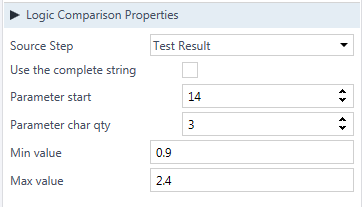 Logic Comparison Properties
Source Step Test Result
Use the complete string
Parameter start 14
Parameter char qty 3
Min value 0.9
Max value 2.4